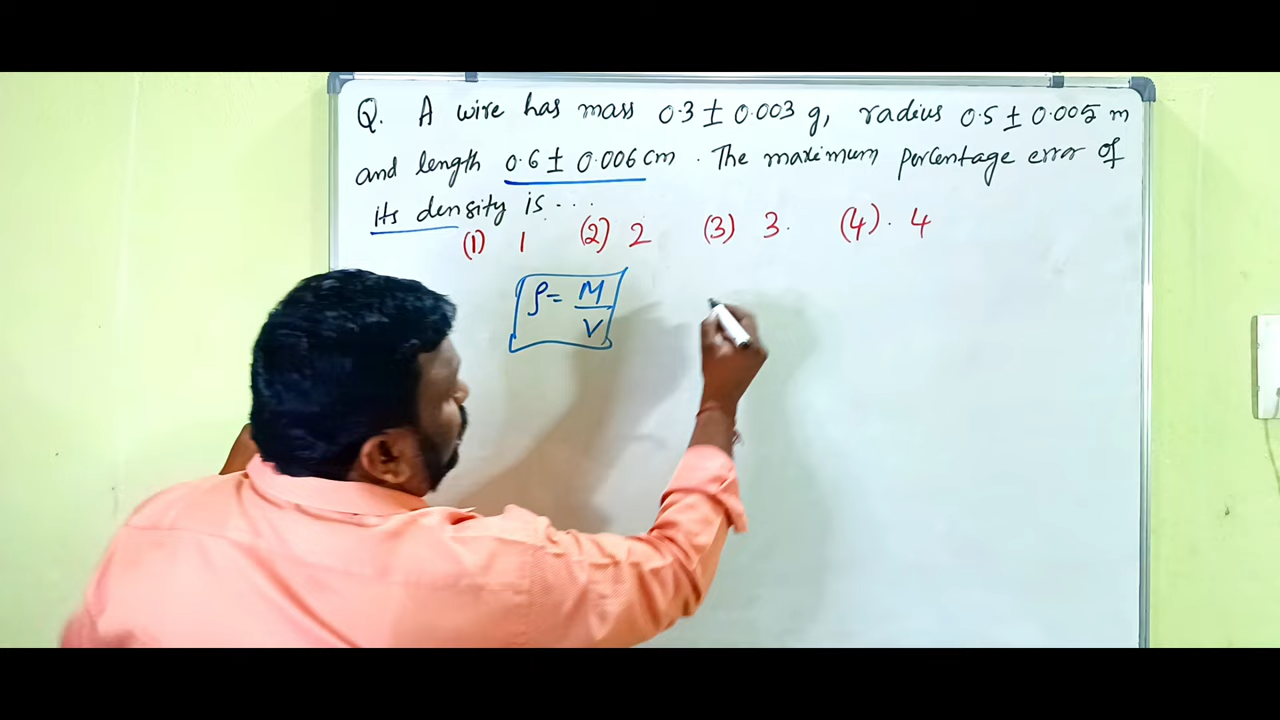 Q. A wire has mass 0.3 ± 0.003 g, radius 0.5 ± 0.005 m
and length 0.6 ± 0.006 cm. The maximum percentage error of
its density is ...
(1) 1 (2) 2 (3) 3. (4). 4
ρ = M/V